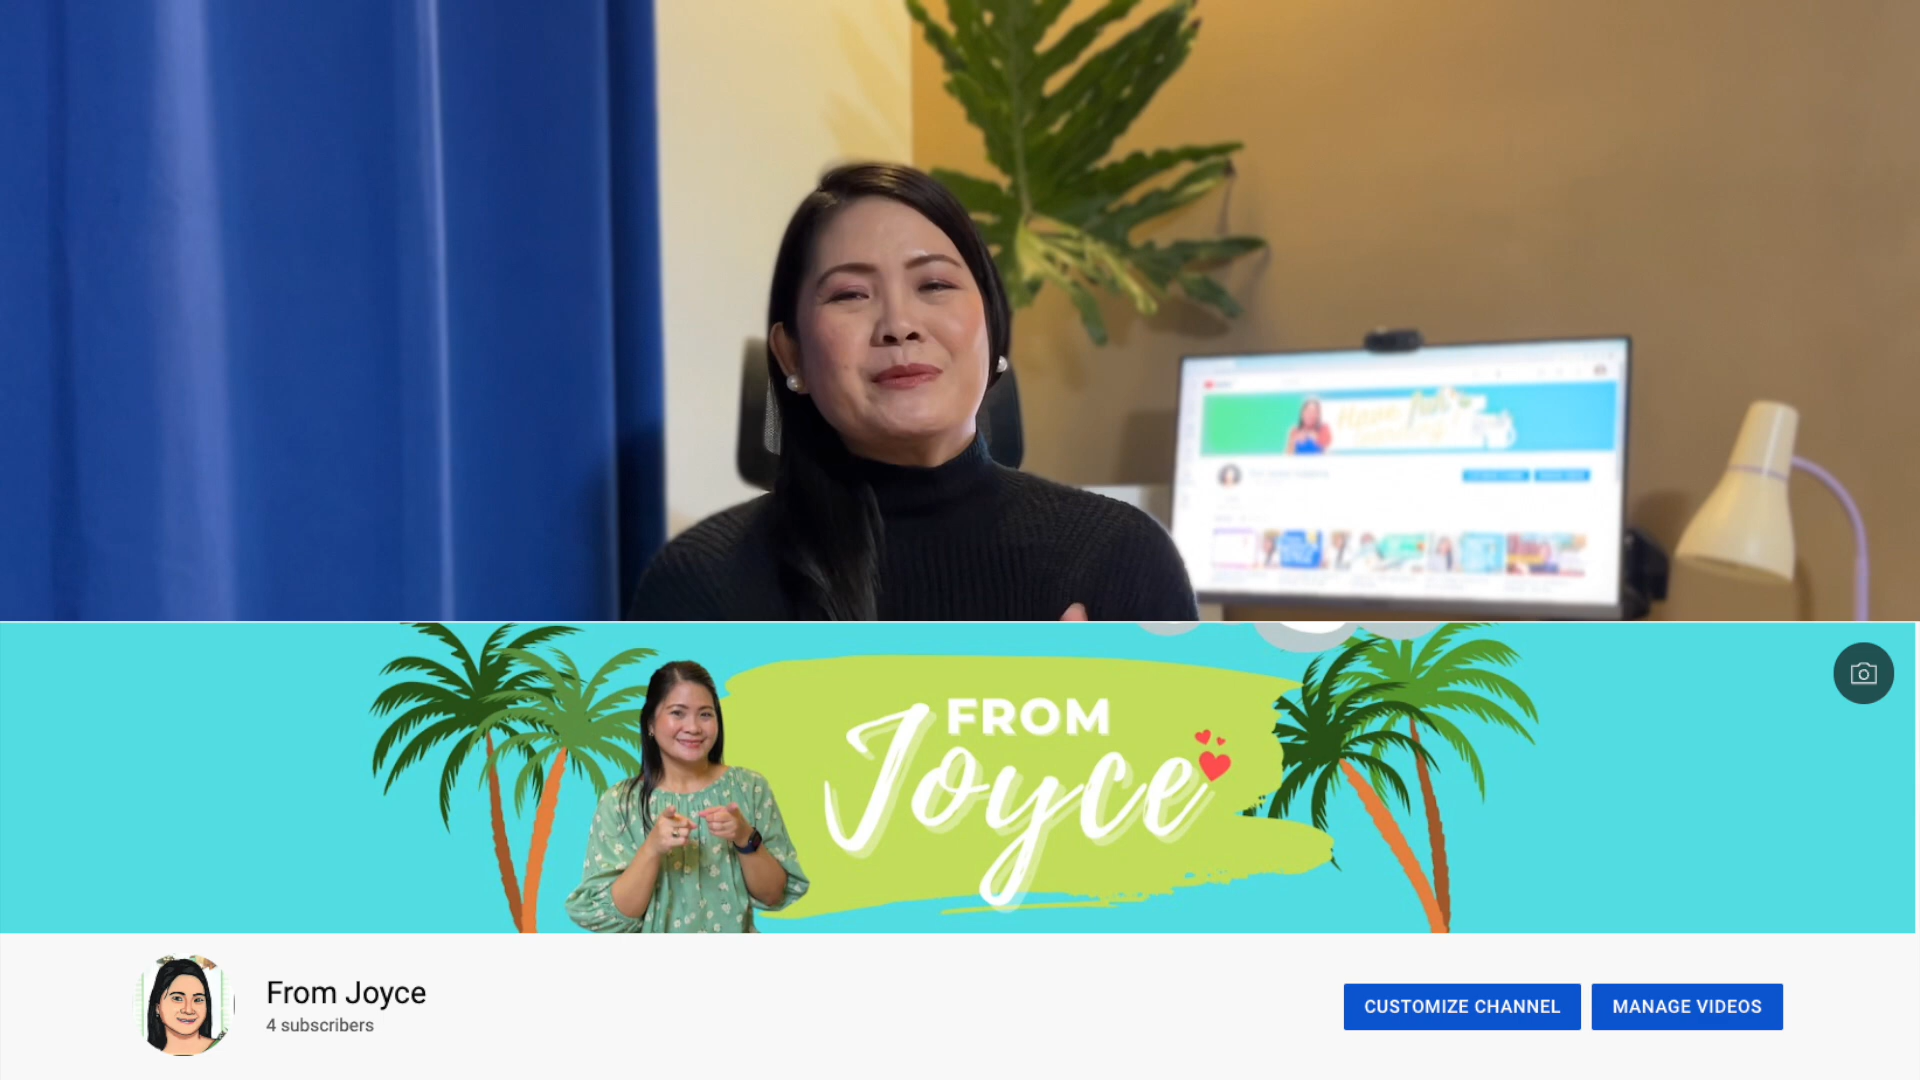 FROM
Joyce
From Joyce
4 subscribers
CUSTOMIZE CHANNEL
MANAGE VIDEOS